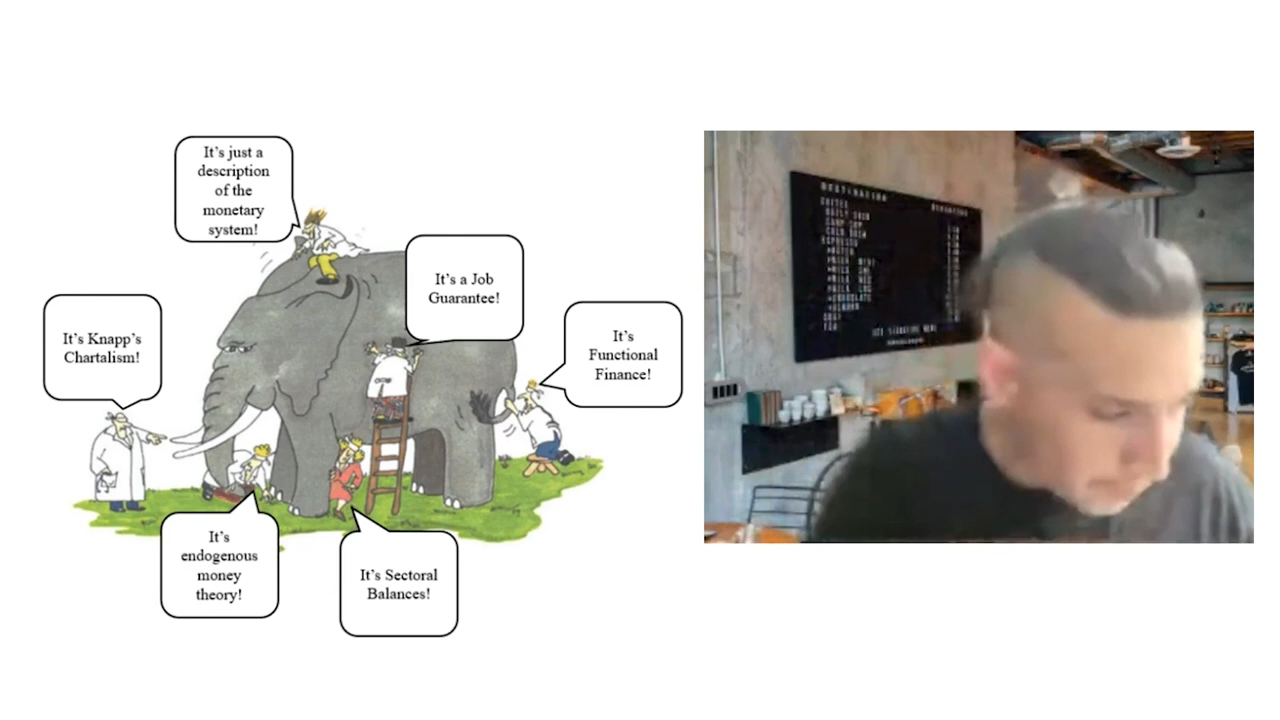 It's just a
description
of the
monetary
system!
It's a Job
Guarantee!
It's Knapp's
Chartalism!
It's
Functional
Finance!
It's
endogenous
money
theory!
It's Sectoral
Balances!